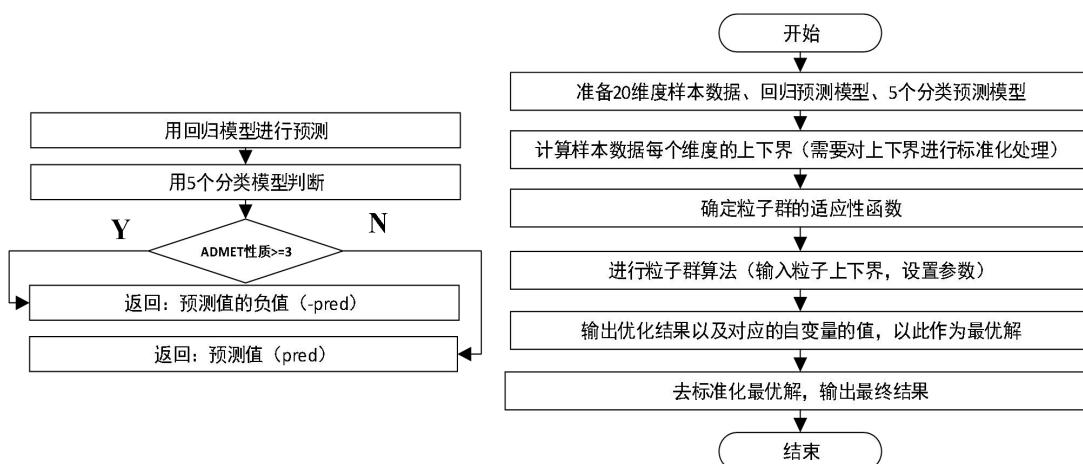 用回归模型进行预测
用5个分类模型判断
Y
N
ADMET性质>=3
返回：预测值的负值（-pred）
返回：预测值（pred）
开始
准备20维度样本数据、回归预测模型、5个分类预测模型
计算样本数据每个维度的上下界（需要对上下界进行标准化处理）
确定粒子群的适应性函数
进行粒子群算法（输入粒子上下界，设置参数）
输出优化结果以及对应的自变量的值，以此作为最优解
去标准化最优解，输出最终结果
结束